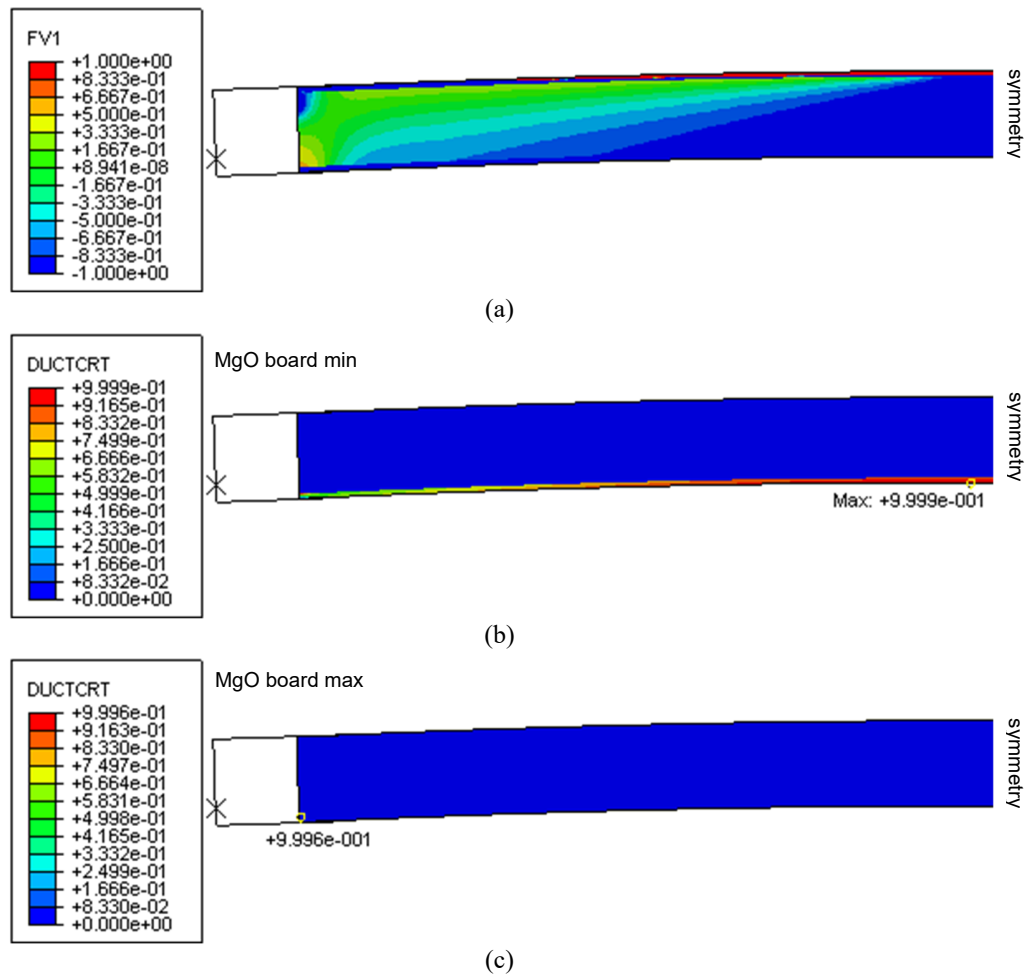 FV1
+1.000e+00
+8.333e-01
+6.667e-01
+5.000e-01
+3.333e-01
+1.667e-01
+8.941e-08
-1.667e-01
-3.333e-01
-5.000e-01
-6.667e-01
-8.333e-01
-1.000e+00
symmetry
(a)
DUCTCRT
+9.999e-01
+9.165e-01
+8.332e-01
+7.499e-01
+6.666e-01
+5.832e-01
+4.999e-01
+4.166e-01
+3.333e-01
+2.500e-01
+1.666e-01
+8.332e-02
+0.000e+00
MgO board min
symmetry
Max: +9.999e-001
(b)
DUCTCRT
+9.996e-01
+9.163e-01
+8.330e-01
+7.497e-01
+6.664e-01
+5.831e-01
+4.998e-01
+4.165e-01
+3.332e-01
+2.499e-01
+1.666e-01
+8.330e-02
+0.000e+00
MgO board max
symmetry
+9.996e-001
(c)